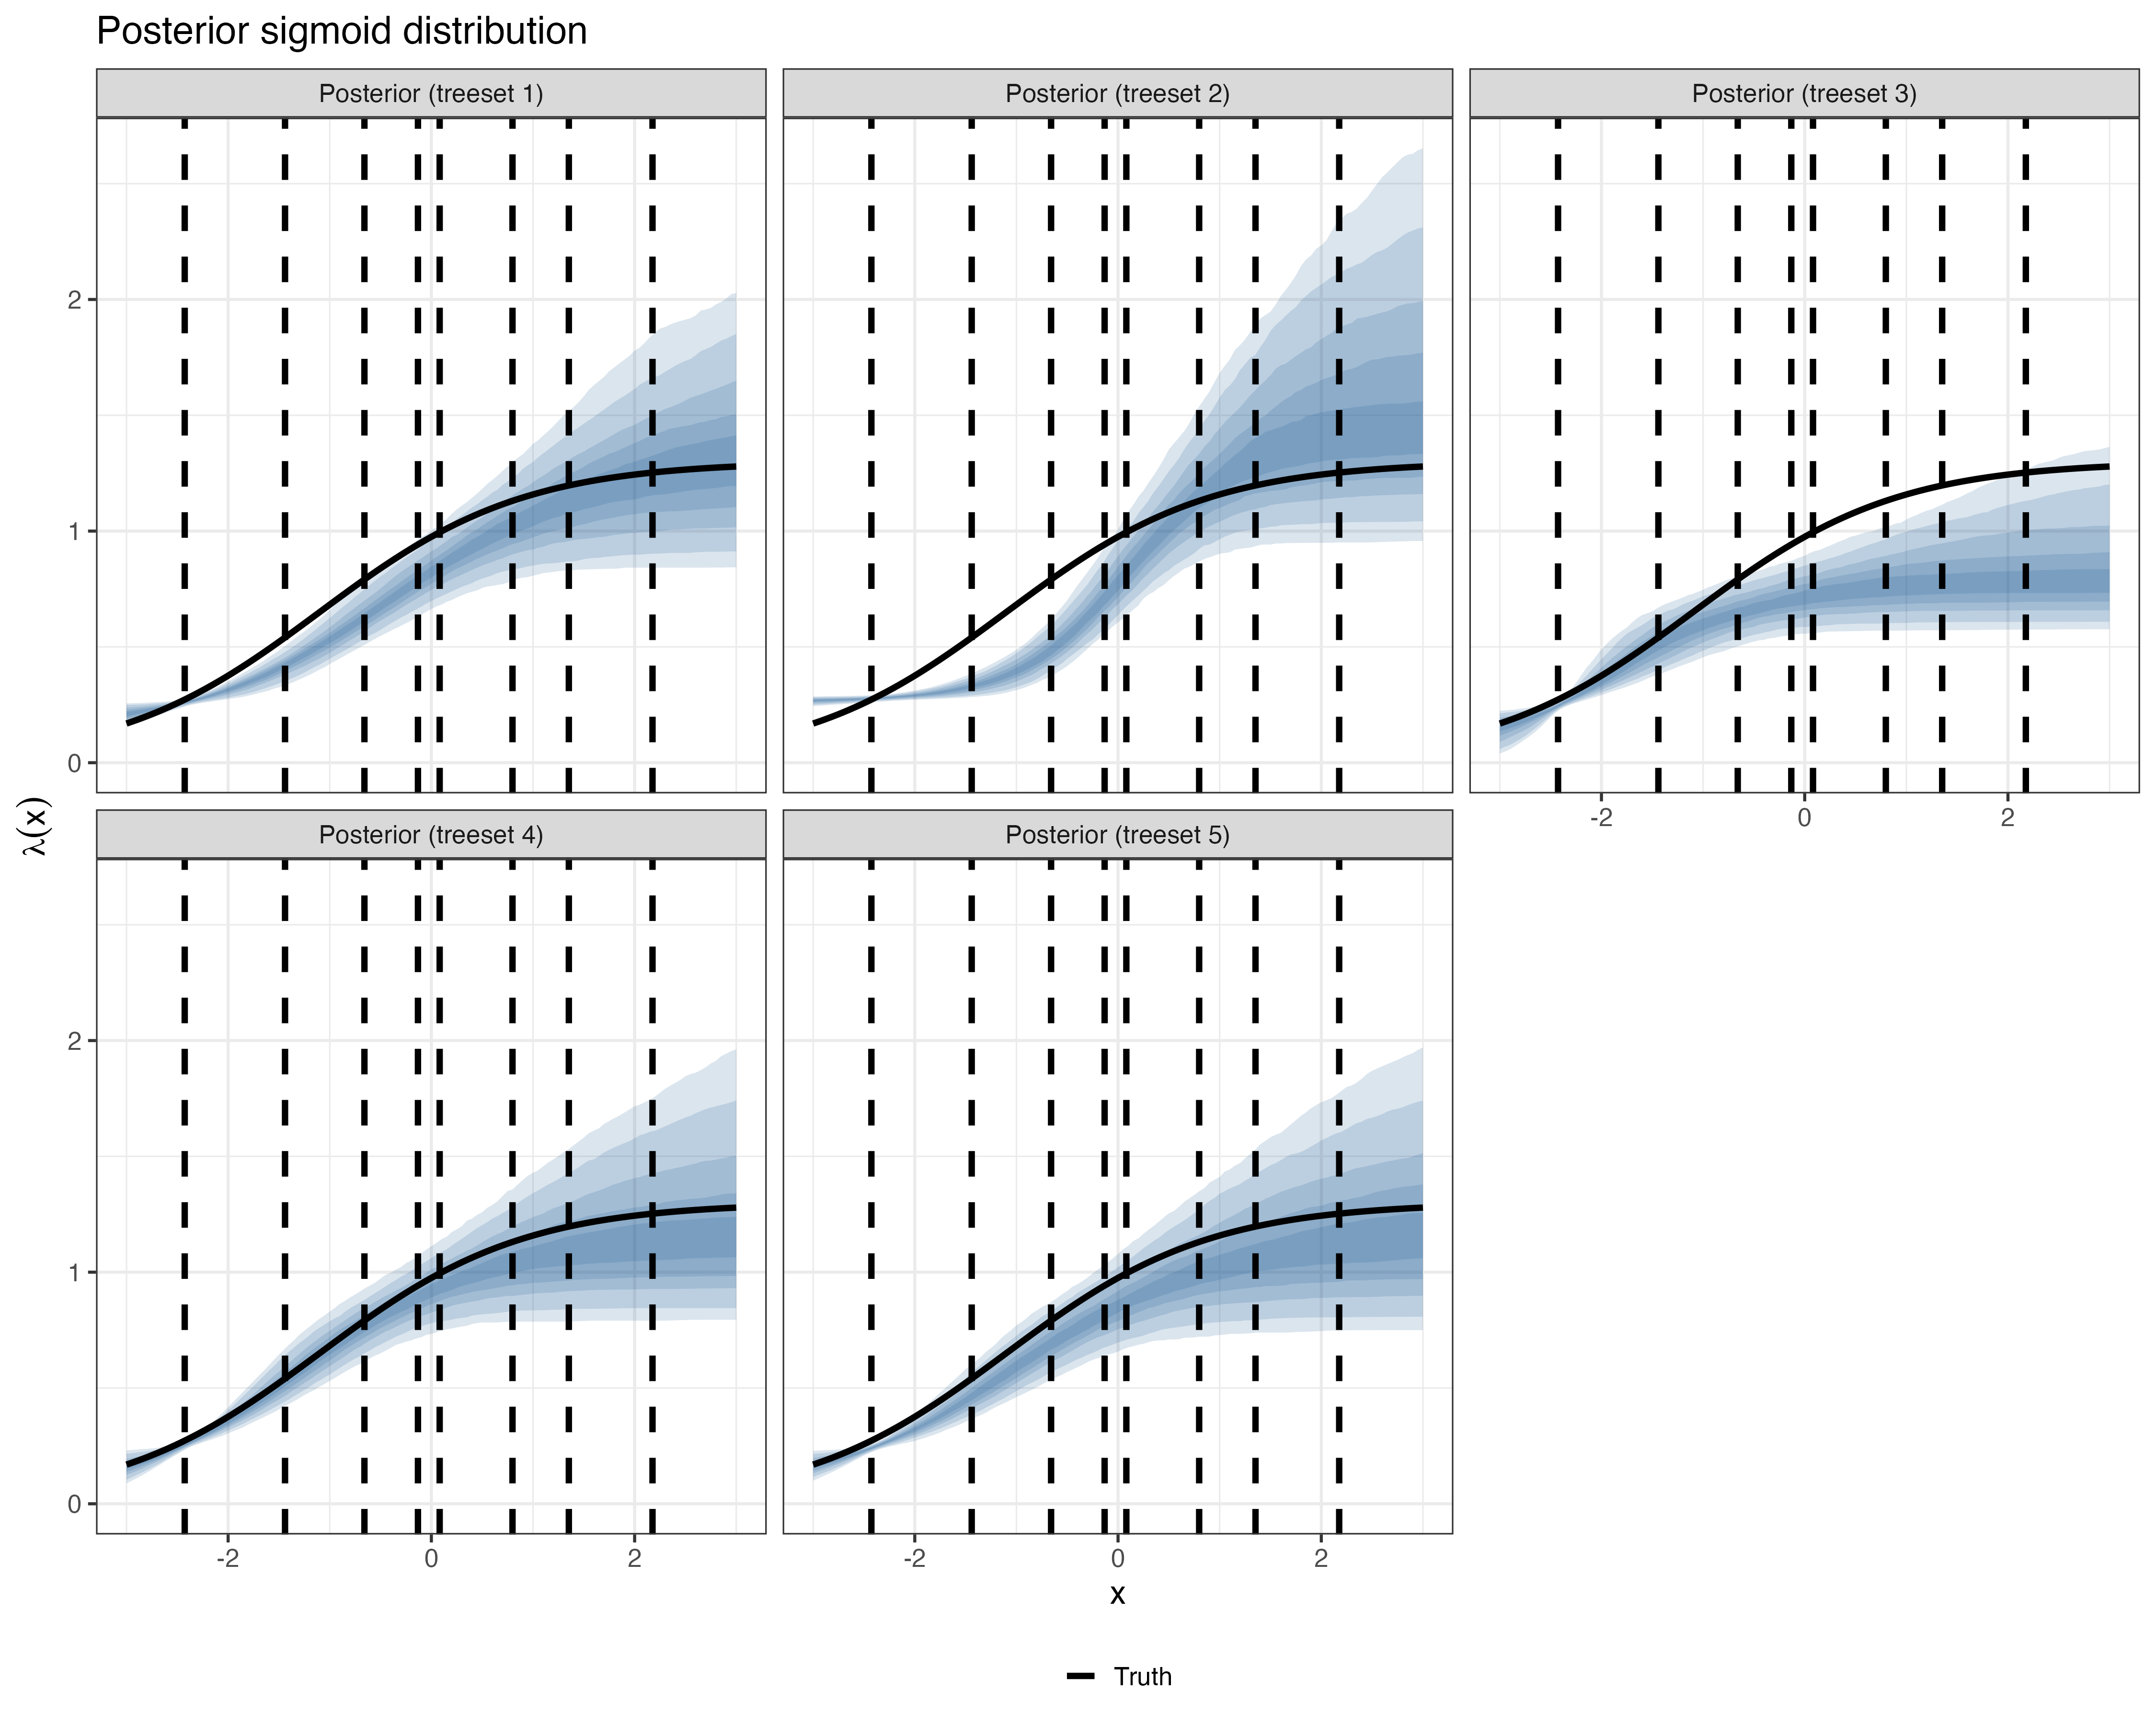 Posterior sigmoid distribution
Posterior (treeset 1)
Posterior (treeset 2)
Posterior (treeset 3)
2
1
0
-2
0
2
λ(x)
Posterior (treeset 4)
Posterior (treeset 5)
2
1
0
-2
0
2
-2
0
2
x
Truth